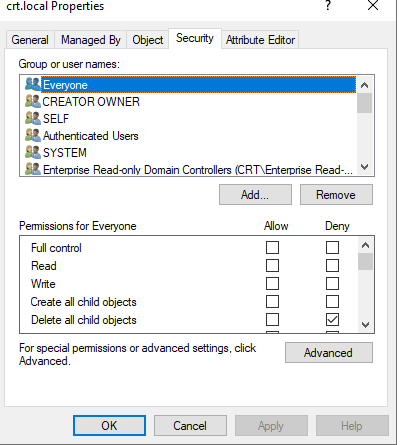 crt.local Properties
General Managed By Object Security Attribute Editor
Group or user names:
Everyone
CREATOR OWNER
SELF
Authenticated Users
SYSTEM
Enterprise Read-only Domain Controllers (CRT\Enterprise Read-...
Add... Remove
Permissions for Everyone Allow Deny
Full control
Read
Write
Create all child objects
Delete all child objects
For special permissions or advanced settings, click
Advanced.
Advanced
OK Cancel Apply Help